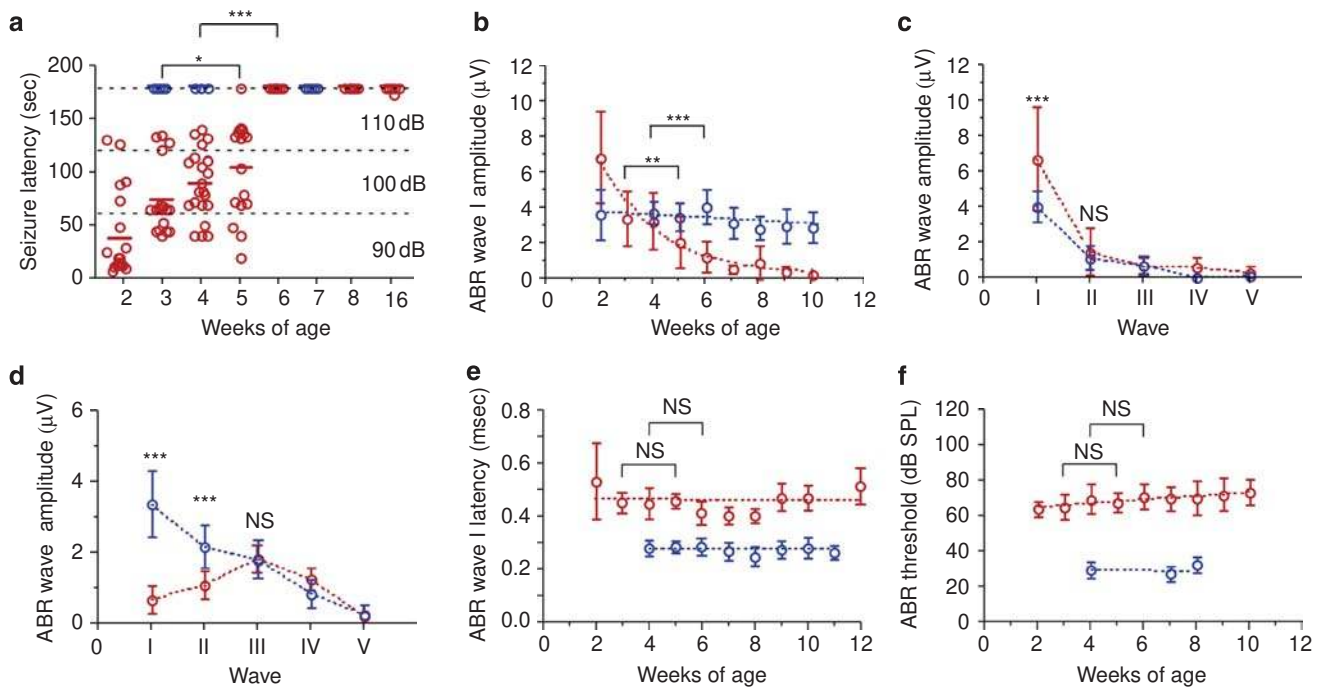 a
***
*
200
150
100
50
0
110 dB
100 dB
90 dB
Seizure latency (sec)
2 3 4 5 6 7 8 16
Weeks of age
b
12
10
8
6
4
2
0
***
**
ABR wave I amplitude (μV)
0 2 4 6 8 10 12
Weeks of age
c
12
10
8
6
4
2
0
***
NS
ABR wave amplitude (μV)
0 I II III IV V
Wave
d
6
4
2
0
***
***
NS
ABR wave amplitude (μV)
0 I II III IV V
Wave
e
0.8
0.6
0.4
0.2
0.0
NS
NS
ABR wave I latency (msec)
0 2 4 6 8 10 12
Weeks of age
f
120
100
80
60
40
20
0
NS
NS
ABR threshold (dB SPL)
0 2 4 6 8 10 12
Weeks of age